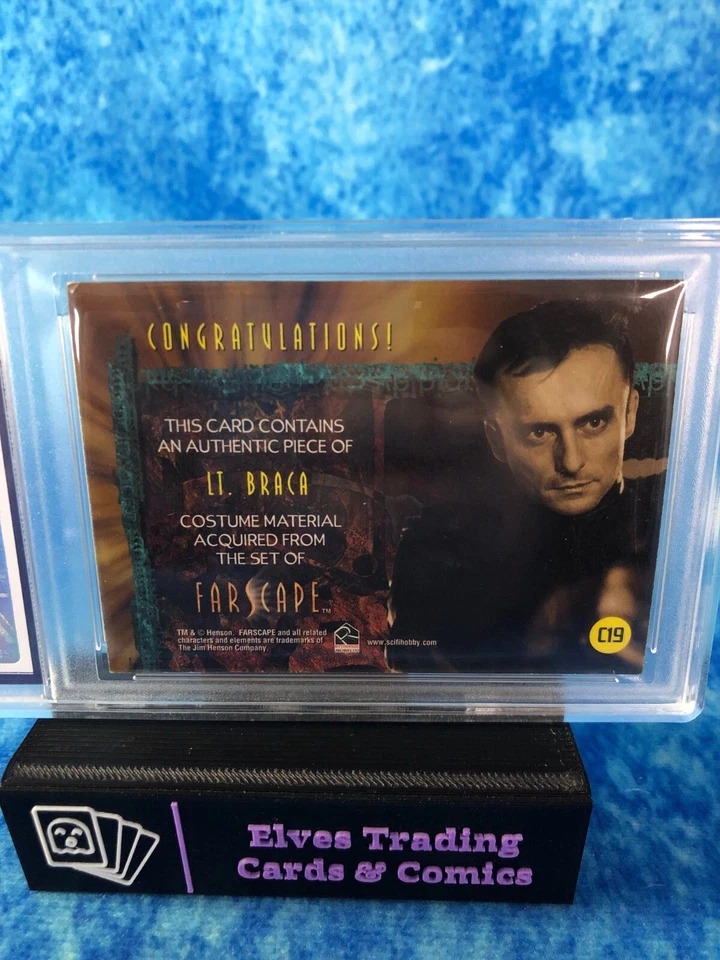 CONGRATULATIONS!
THIS CARD CONTAINS
AN AUTHENTIC PIECE OF
LT. BRACA
COSTUME MATERIAL
ACQUIRED FROM
THE SET OF
FARSCAPE™
TM & © Henson. FARSCAPE and all related
characters and elements are trademarks of
The Jim Henson Company.
www.scifihobby.com
C19
Elves Trading
Cards & Comics